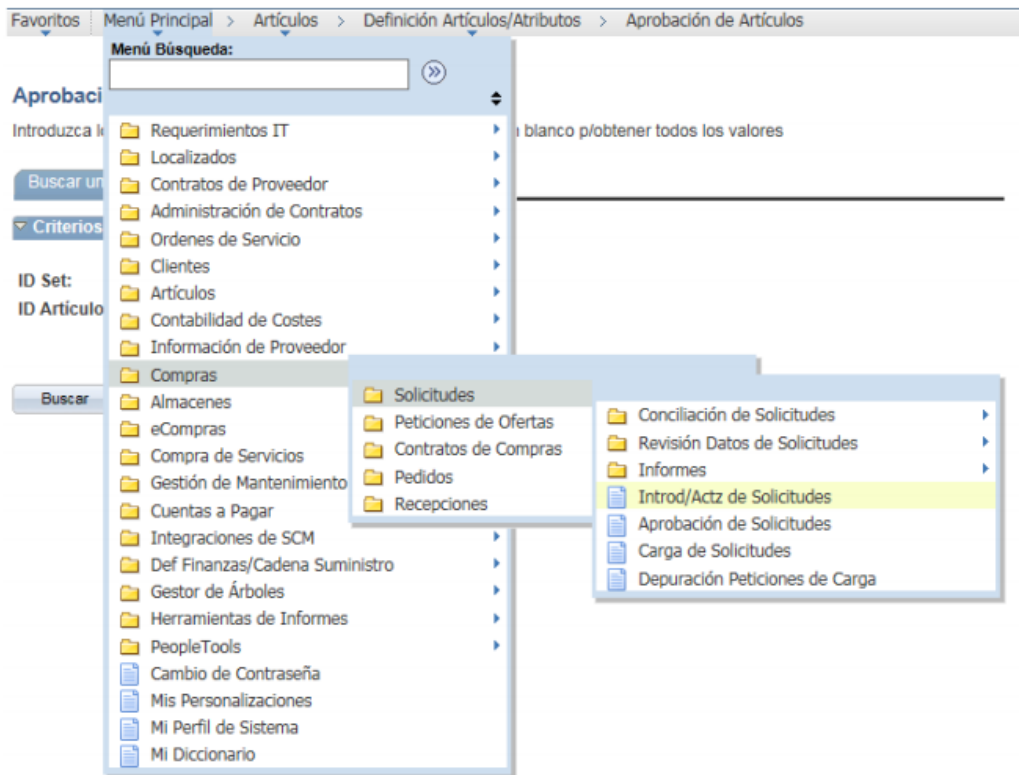 Favoritos Menú Principal > Artículos > Definición Artículos/Atributos > Aprobación de Artículos
Menú Búsqueda:
Aprobaci
Introduzca l
n blanco p/obtener todos los valores
Buscar un
Criterios
ID Set:
ID Artículo
Buscar
Requerimientos IT
Localizados
Contratos de Proveedor
Administración de Contratos
Ordenes de Servicio
Clientes
Artículos
Contabilidad de Costes
Información de Proveedor
Compras
Almacenes
eCompras
Compra de Servicios
Gestión de Mantenimiento
Cuentas a Pagar
Integraciones de SCM
Def Finanzas/Cadena Suministro
Gestor de Árboles
Herramientas de Informes
PeopleTools
Cambio de Contraseña
Mis Personalizaciones
Mi Perfil de Sistema
Mi Diccionario
Solicitudes
Peticiones de Ofertas
Contratos de Compras
Pedidos
Recepciones
Conciliación de Solicitudes
Revisión Datos de Solicitudes
Informes
Introd/Actz de Solicitudes
Aprobación de Solicitudes
Carga de Solicitudes
Depuración Peticiones de Carga